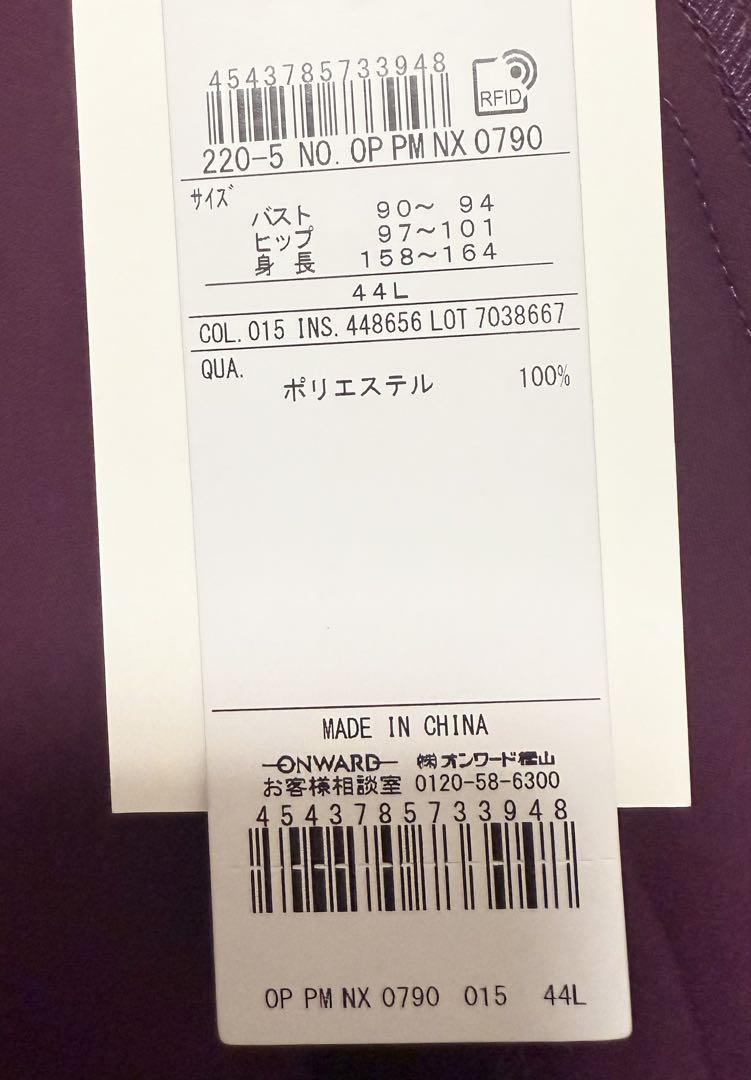 4543785733948
RFID
220-5 NO. OP PM NX 0790
サイズ
バスト 90〜 94
ヒップ 97〜101
身 長 158〜164
44L
COL. 015 INS. 448656 LOT 7038667
QUA.
ポリエステル 100%
MADE IN CHINA
ONWARD ㈱オンワード樫山
お客様相談室 0120-58-6300
4543785733948
OP PM NX 0790 015 44L